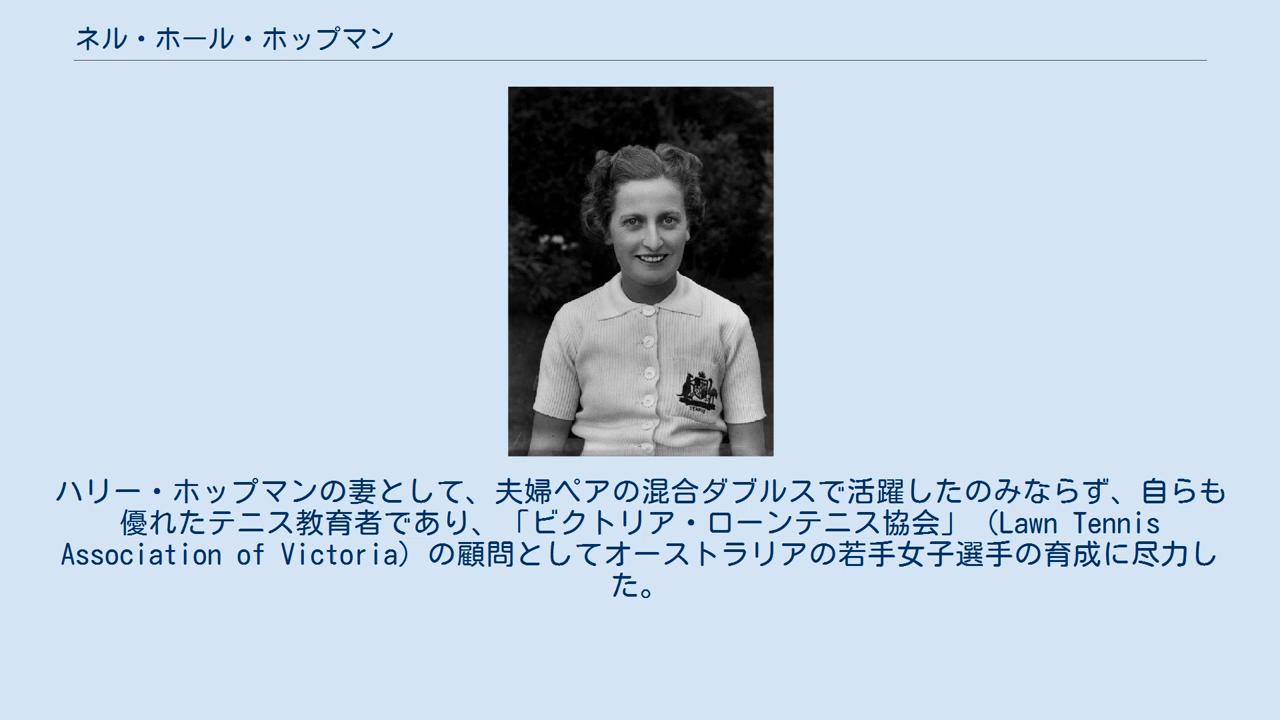 ネル・ホール・ホップマン
ハリー・ホップマンの妻として、夫婦ペアの混合ダブルスで活躍したのみならず、自らも
優れたテニス教育者であり、「ビクトリア・ローンテニス協会」（Lawn Tennis
Association of Victoria）の顧問としてオーストラリアの若手女子選手の育成に尽力し
た。